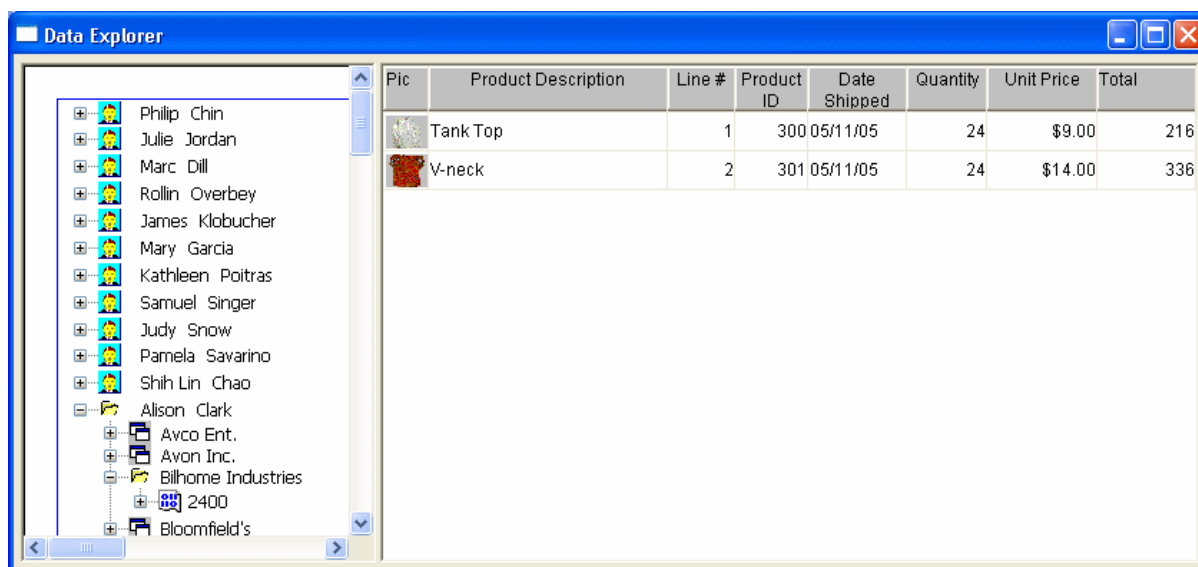 Data Explorer
Philip Chin
Julie Jordan
Marc Dill
Rollin Overbey
James Klobucher
Mary Garcia
Kathleen Poitras
Samuel Singer
Judy Snow
Pamela Savarino
Shih Lin Chao
Alison Clark
Avco Ent.
Avon Inc.
Bilhome Industries
2400
Bloomfield's
Pic Product Description Line # Product ID Date Shipped Quantity Unit Price Total
Tank Top 1 300 05/11/05 24 $9.00 216
V-neck 2 301 05/11/05 24 $14.00 336